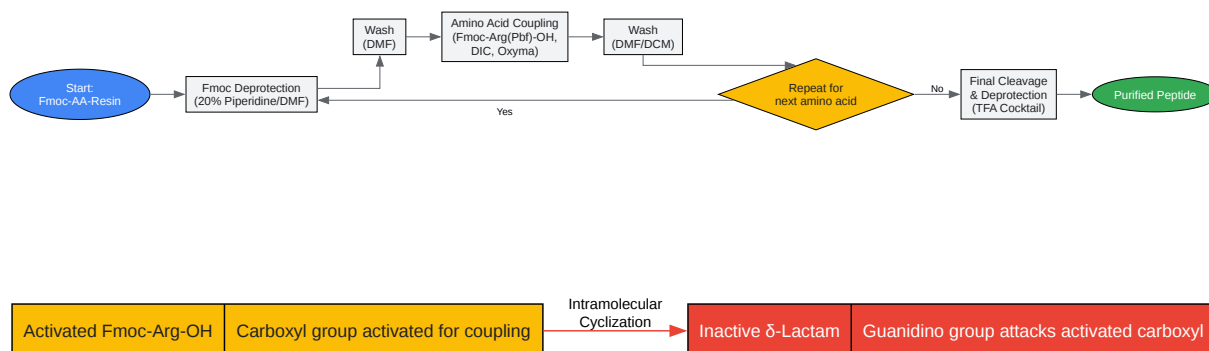 Start:
Fmoc-AA-Resin
Fmoc Deprotection
(20% Piperidine/DMF)
Wash
(DMF)
Amino Acid Coupling
(Fmoc-Arg(Pbf)-OH,
DIC, Oxyma)
Wash
(DMF/DCM)
Repeat for
next amino acid
Yes
No
Final Cleavage
& Deprotection
(TFA Cocktail)
Purified Peptide
Activated Fmoc-Arg-OH
Carboxyl group activated for coupling
Intramolecular
Cyclization
Inactive δ-Lactam
Guanidino group attacks activated carboxyl